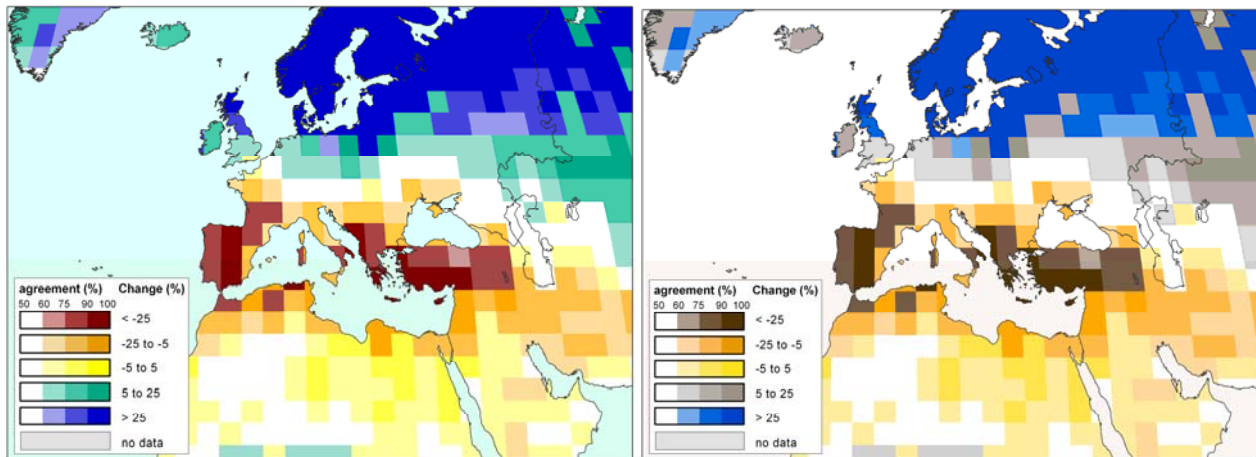 agreement (%) Change (%)
50 60 75 90 100
< -25
-25 to -5
-5 to 5
5 to 25
> 25
no data
agreement (%) Change (%)
50 60 75 90 100
< -25
-25 to -5
-5 to 5
5 to 25
> 25
no data